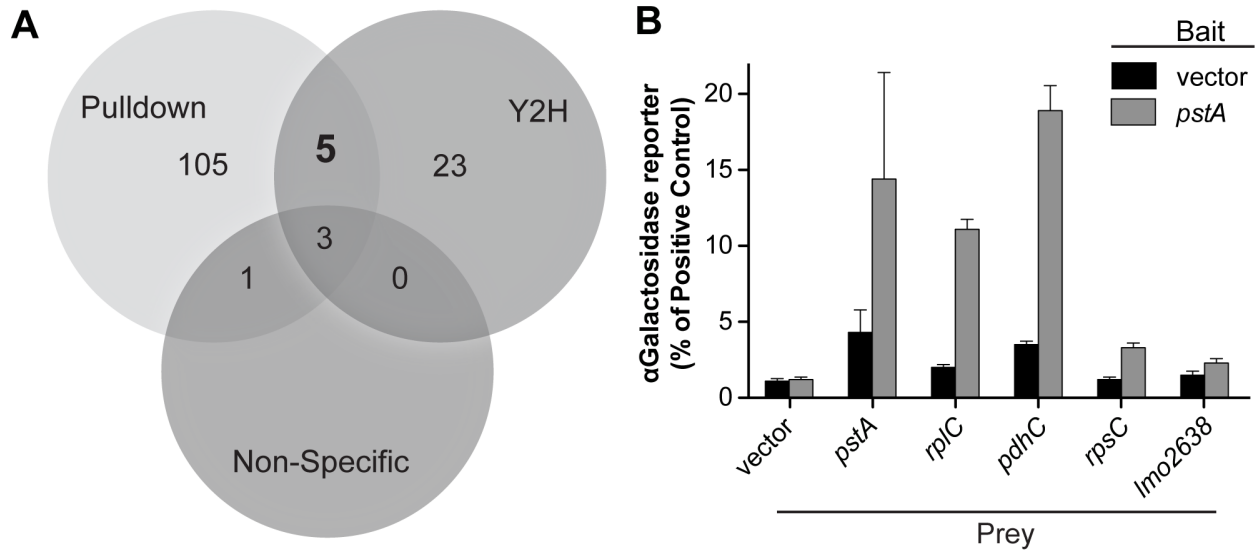 A
Pulldown
105
5
Y2H
23
3
1
0
Non-Specific
B
αGalactosidase reporter
(% of Positive Control)
20
15
10
5
0
Bait
vector
pstA
vector
pstA
rplC
pdhC
rpsC
lmo2638
Prey